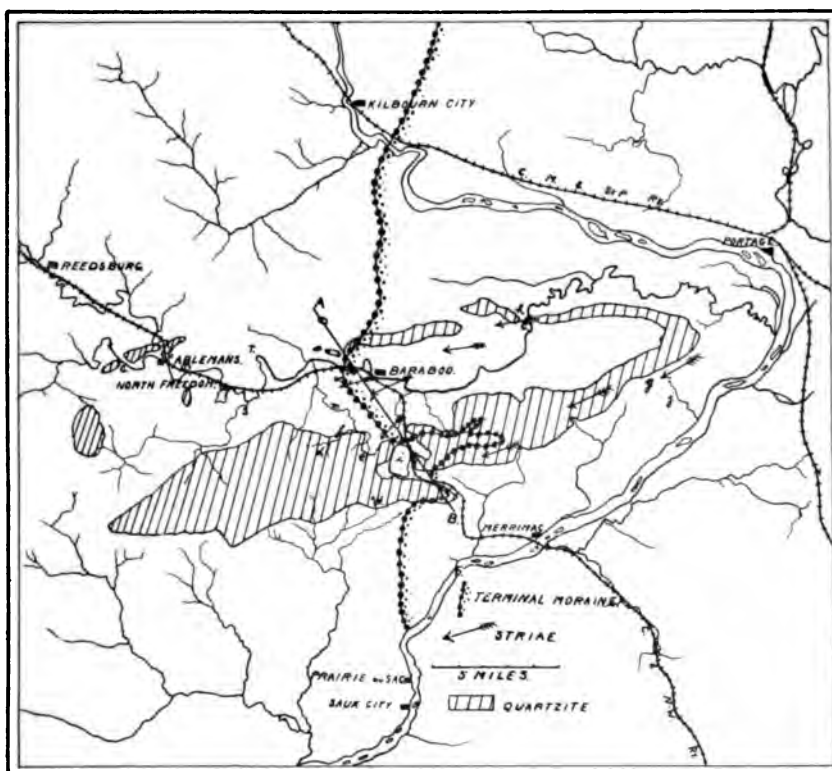 KILBOURN CITY
C. M. & ST P. RY.
PORTAGE
REEDSBURG
A
ABLEMANS
T.
BARABOO
NORTH FREEDOM
S
B
MERRIMAC
TERMINAL MORAINE
STRIAE
5 MILES
PRAIRIE DU SAC
SAUK CITY
QUARTZITE